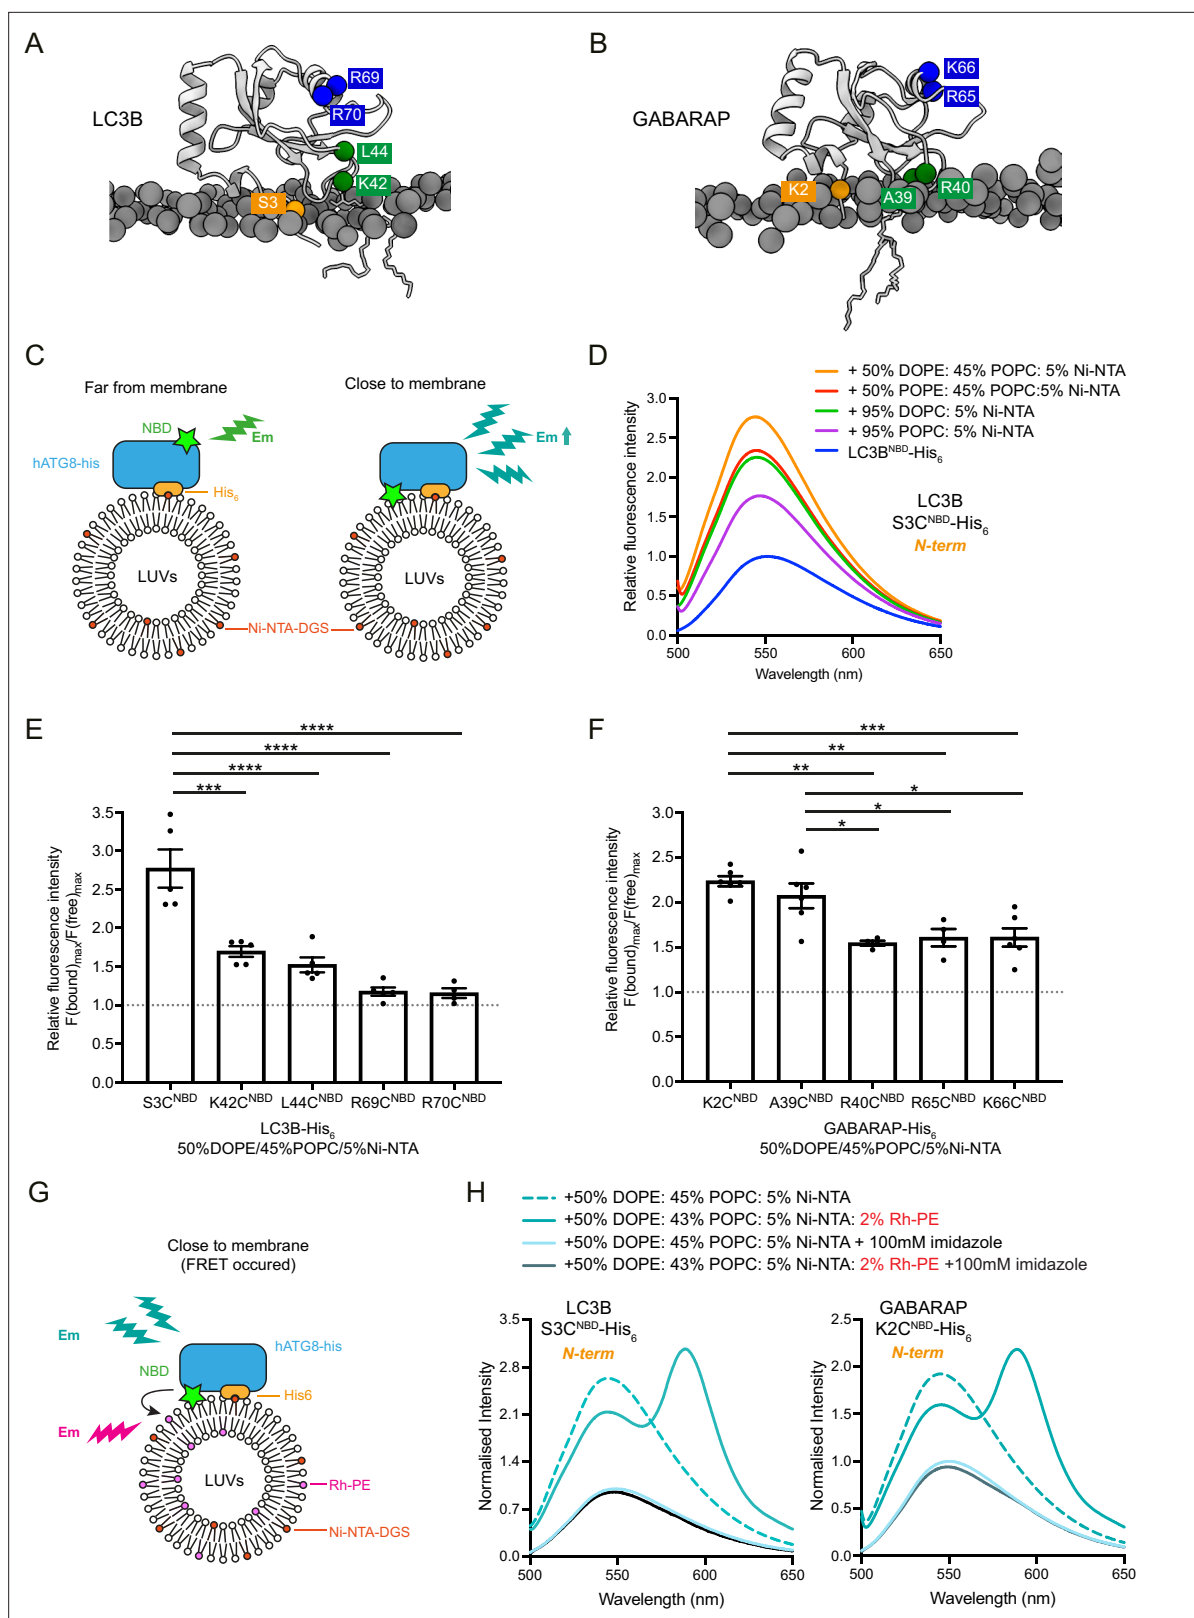 A
LC3B
R69
R70
L44
K42
S3
B
GABARAP
K66
R65
K2
A39
R40
C
Far from membrane
Close to membrane
NBD
Em
Em
hATG8-his
His6
LUVs
LUVs
Ni-NTA-DGS
D
+ 50% DOPE: 45% POPC: 5% Ni-NTA
+ 50% POPE: 45% POPC:5% Ni-NTA
+ 95% DOPC: 5% Ni-NTA
+ 95% POPC: 5% Ni-NTA
LC3BNBD-His6
Relative fluorescence intensity
3.0
2.5
2.0
1.5
1.0
0.5
0.0
500 550 600 650
Wavelength (nm)
LC3B
S3CNBD-His6
N-term
E
****
****
****
***
Relative fluorescence intensity
F(bound)max/F(free)max
3.5
3.0
2.5
2.0
1.5
1.0
0.5
0.0
S3CNBD K42CNBD L44CNBD R69CNBD R70CNBD
LC3B-His6
50%DOPE/45%POPC/5%Ni-NTA
F
***
**
**
*
*
*
Relative fluorescence intensity
F(bound)max/F(free)max
3.0
2.5
2.0
1.5
1.0
0.5
0.0
K2CNBD A39CNBD R40CNBD R65CNBD K66CNBD
GABARAP-His6
50%DOPE/45%POPC/5%Ni-NTA
G
Close to membrane
(FRET occured)
Em
hATG8-his
NBD
His6
Em
LUVs
Rh-PE
Ni-NTA-DGS
H
+50% DOPE: 45% POPC: 5% Ni-NTA
+50% DOPE: 43% POPC: 5% Ni-NTA: 2% Rh-PE
+50% DOPE: 45% POPC: 5% Ni-NTA + 100mM imidazole
+50% DOPE: 43% POPC: 5% Ni-NTA: 2% Rh-PE +100mM imidazole
LC3B
S3CNBD-His6
N-term
Normalised Intensity
3.5
2.8
2.1
1.4
0.7
0.0
500 550 600 650
Wavelength (nm)
GABARAP
K2CNBD-His6
N-term
Normalised Intensity
2.5
2.0
1.5
1.0
0.5
0.0
500 550 600 650
Wavelength (nm)